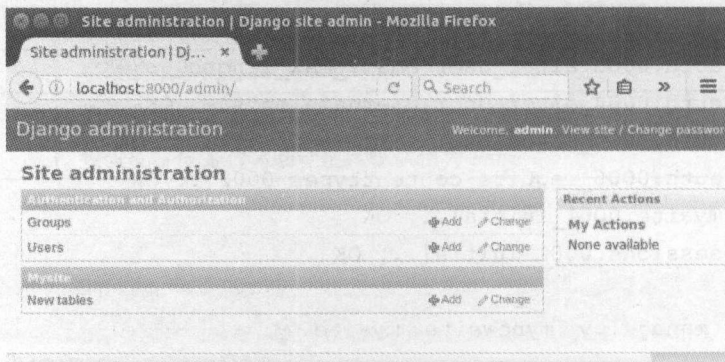 Site administration | Django site admin - Mozilla Firefox
Site administration | Dj... ×
localhost:8000/admin/
Search
Django administration
Welcome, admin View site / Change passwor
Site administration
Authentication and Authorization
Groups Add Change
Users Add Change
Mysite
New tables Add Change
Recent Actions
My Actions
None available